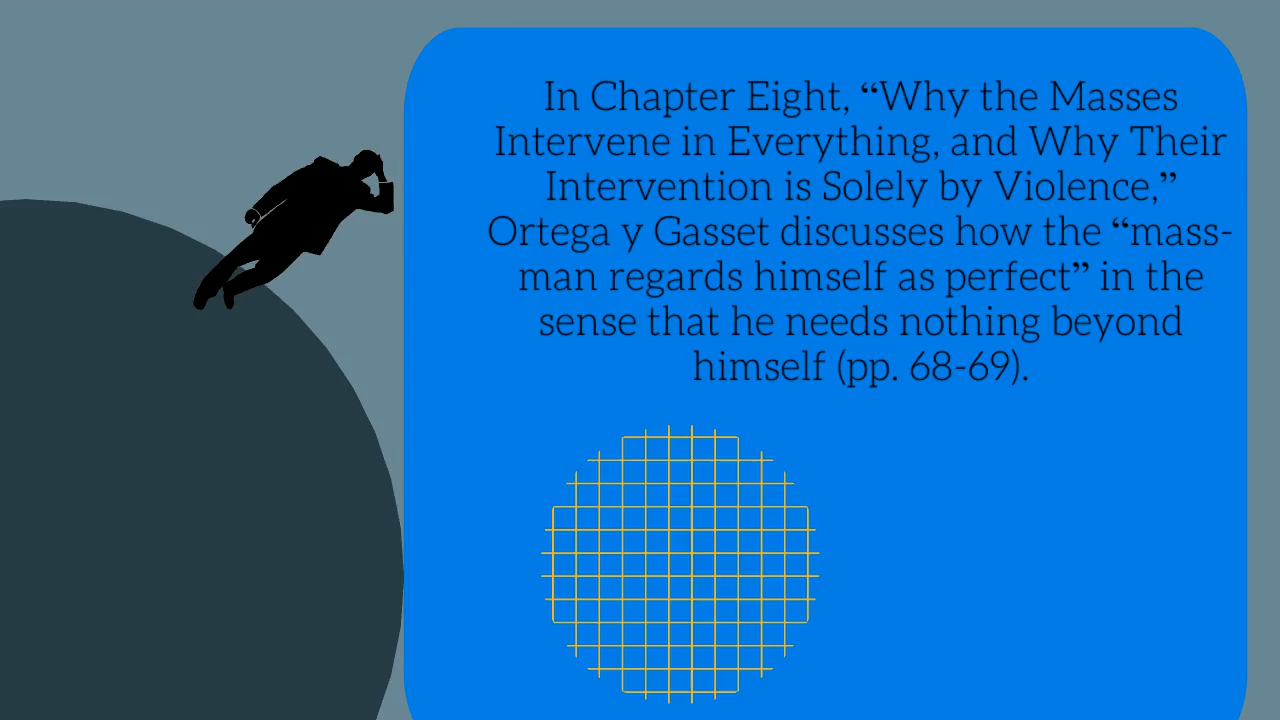 In Chapter Eight, “Why the Masses
Intervene in Everything, and Why Their
Intervention is Solely by Violence,”
Ortega y Gasset discusses how the “mass-
man regards himself as perfect” in the
sense that he needs nothing beyond
himself (pp. 68-69).